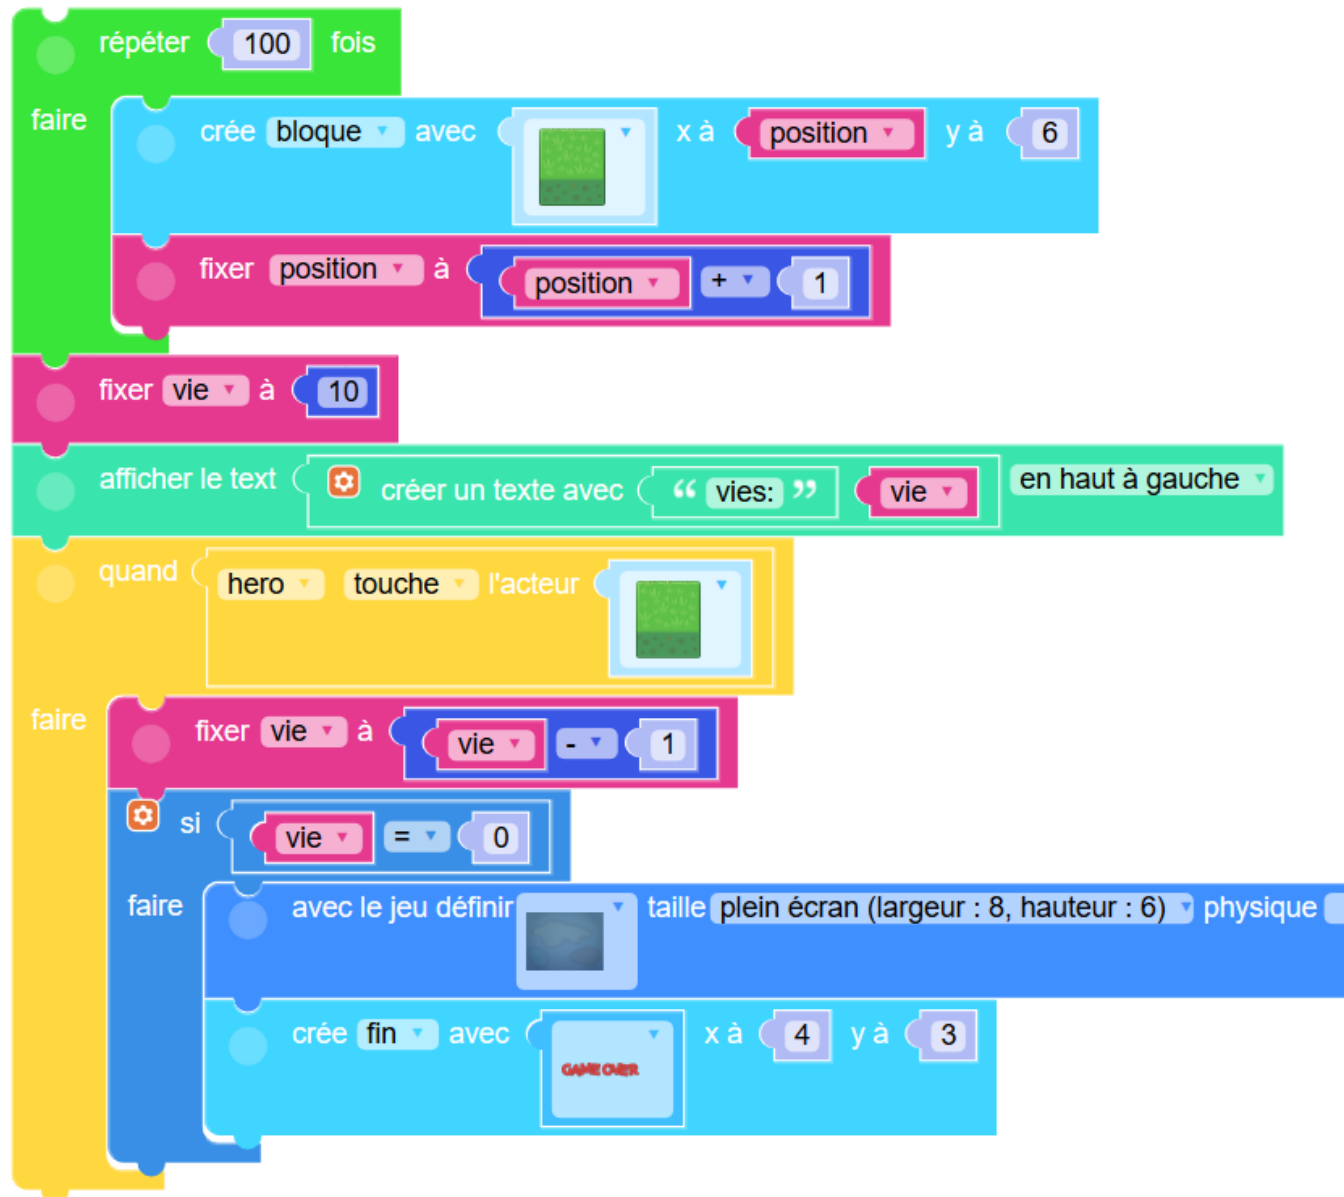 répéter 100 fois
faire
crée bloque avec x à position y à 6
fixer position à position + 1
fixer vie à 10
afficher le text créer un texte avec “ vies: ” vie en haut à gauche
quand hero touche l'acteur
faire
fixer vie à vie - 1
si vie = 0
faire
avec le jeu définir taille plein écran (largeur : 8, hauteur : 6) physique
crée fin avec GAME OVER x à 4 y à 3